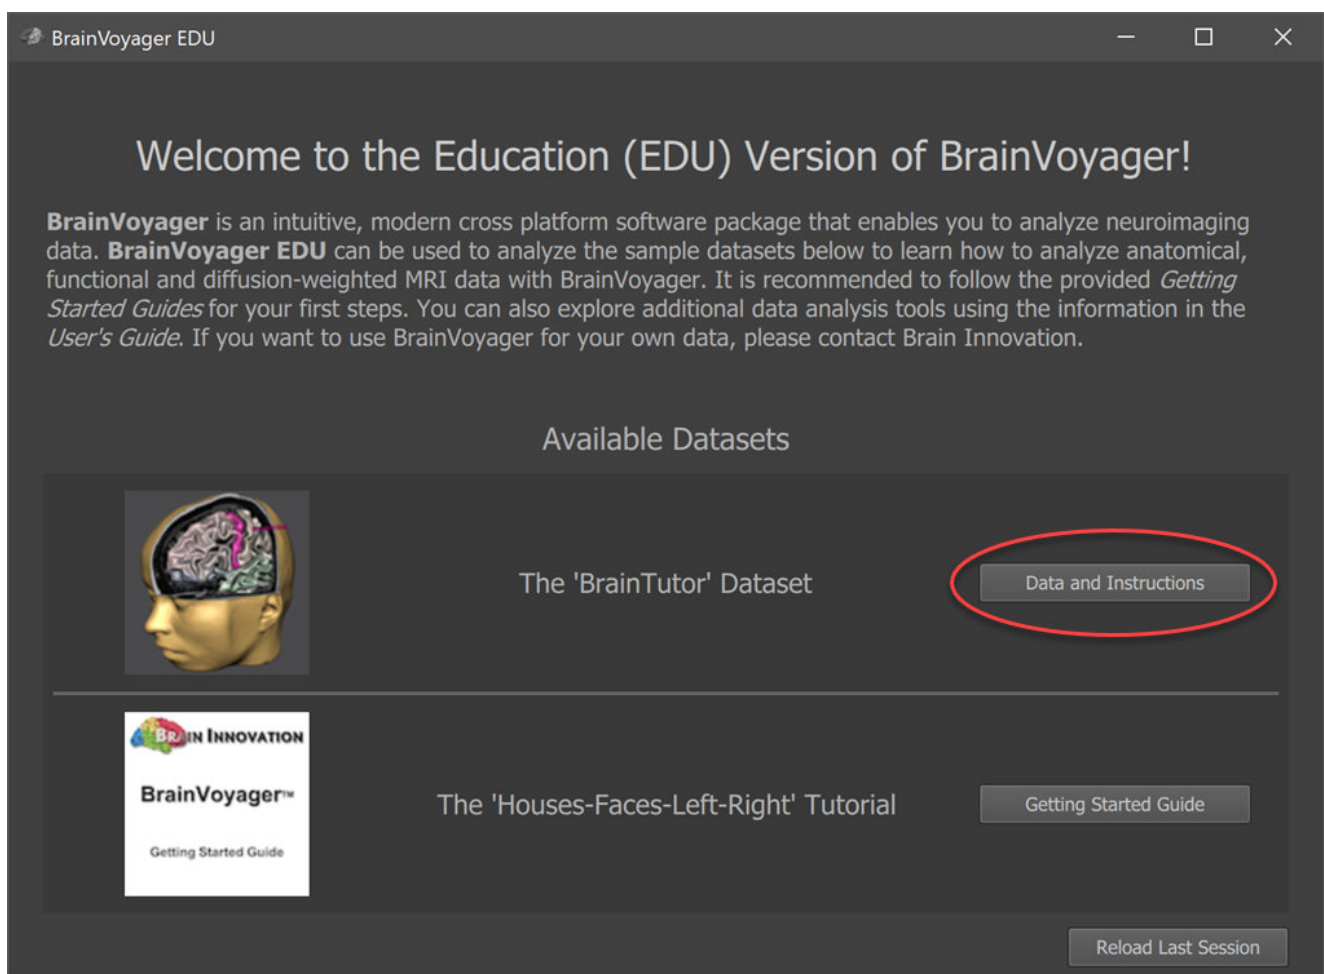 BrainVoyager EDU
Welcome to the Education (EDU) Version of BrainVoyager!
BrainVoyager is an intuitive, modern cross platform software package that enables you to analyze neuroimaging
data. BrainVoyager EDU can be used to analyze the sample datasets below to learn how to analyze anatomical,
functional and diffusion-weighted MRI data with BrainVoyager. It is recommended to follow the provided Getting
Started Guides for your first steps. You can also explore additional data analysis tools using the information in the
User's Guide. If you want to use BrainVoyager for your own data, please contact Brain Innovation.
Available Datasets
The 'BrainTutor' Dataset
Data and Instructions
BRAIN INNOVATION
BrainVoyager™
Getting Started Guide
The 'Houses-Faces-Left-Right' Tutorial
Getting Started Guide
Reload Last Session